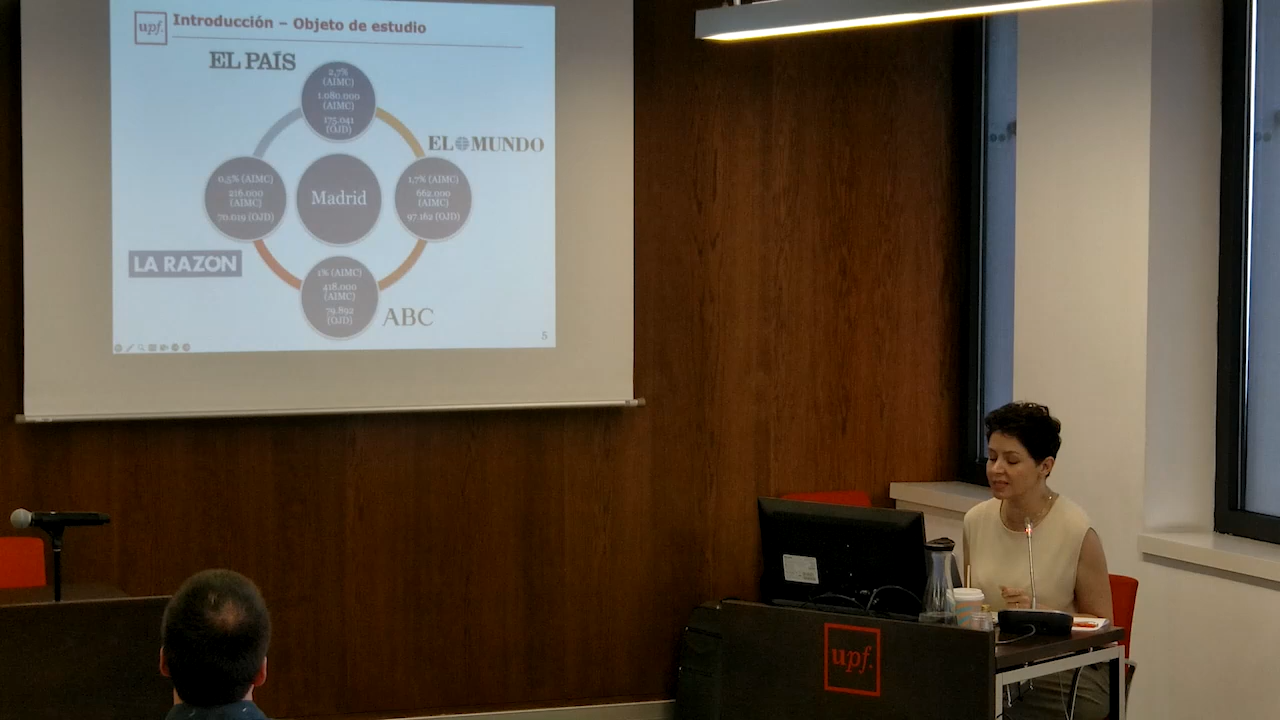 upf.
Introducción – Objeto de estudio
EL PAÍS
2,7%
(AIMC)
1.080.000
(AIMC)
175.041
(OJD)
EL MUNDO
1,7% (AIMC)
662.000
(AIMC)
97.162 (OJD)
Madrid
0,5% (AIMC)
216.000
(AIMC)
70.019 (OJD)
LA RAZÓN
1% (AIMC)
418.000
(AIMC)
79.892
(OJD)
ABC
5
upf.